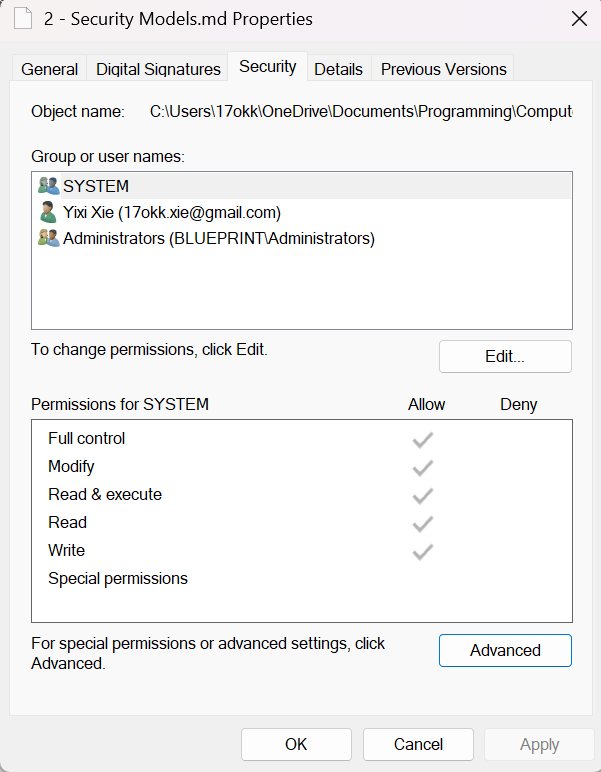 2 - Security Models.md Properties
General Digital Signatures Security Details Previous Versions
Object name: C:\Users\17okk\OneDrive\Documents\Programming\Compute
Group or user names:
SYSTEM
Yixi Xie (17okk.xie@gmail.com)
Administrators (BLUEPRINT\Administrators)
To change permissions, click Edit.
Edit...
Permissions for SYSTEM Allow Deny
Full control
Modify
Read & execute
Read
Write
Special permissions
For special permissions or advanced settings, click
Advanced.
Advanced
OK Cancel Apply